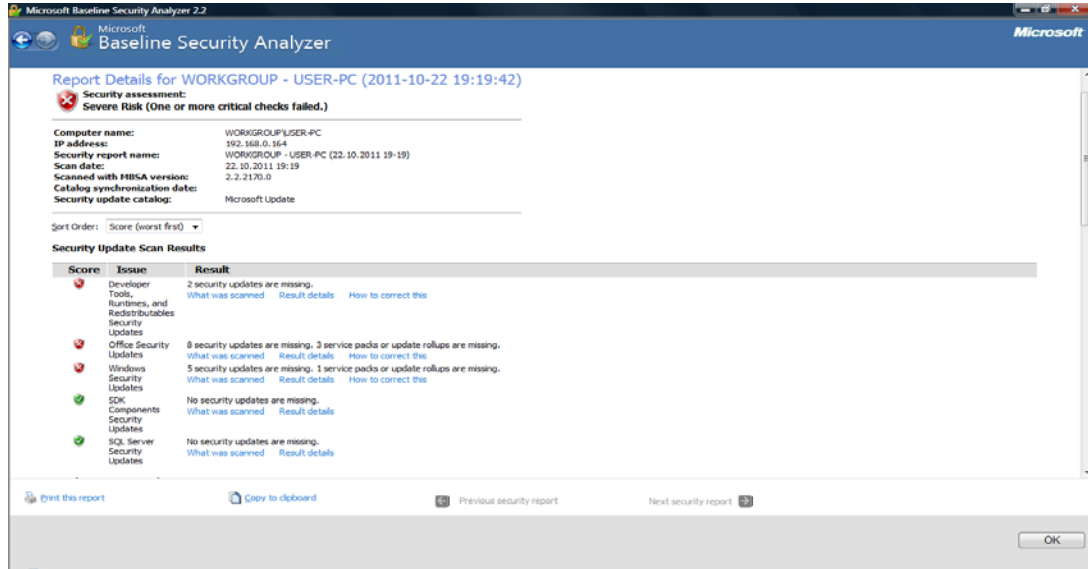 Microsoft Baseline Security Analyzer 2.2
Microsoft
Baseline Security Analyzer
Microsoft
Report Details for WORKGROUP - USER-PC (2011-10-22 19:19:42)
Security assessment:
Severe Risk (One or more critical checks failed.)
Computer name: WORKGROUP\USER-PC
IP address: 192.168.0.164
Security report name: WORKGROUP - USER-PC (22.10.2011 19-19)
Scan date: 22.10.2011 19:19
Scanned with MBSA version: 2.2.2170.0
Catalog synchronization date:
Security update catalog: Microsoft Update
Sort Order: Score (worst first)
Security Update Scan Results
Score Issue Result
Developer 2 security updates are missing.
Tools, What was scanned Result details How to correct this
Runtimes, and
Redistributables
Security
Updates
Office Security 8 security updates are missing. 3 service packs or update rollups are missing.
Updates What was scanned Result details How to correct this
Windows 5 security updates are missing. 1 service packs or update rollups are missing.
Security What was scanned Result details How to correct this
Updates
SDK No security updates are missing.
Components What was scanned Result details
Security
Updates
SQL Server No security updates are missing.
Security What was scanned Result details
Updates
Print this report Copy to clipboard Previous security report Next security report
OK